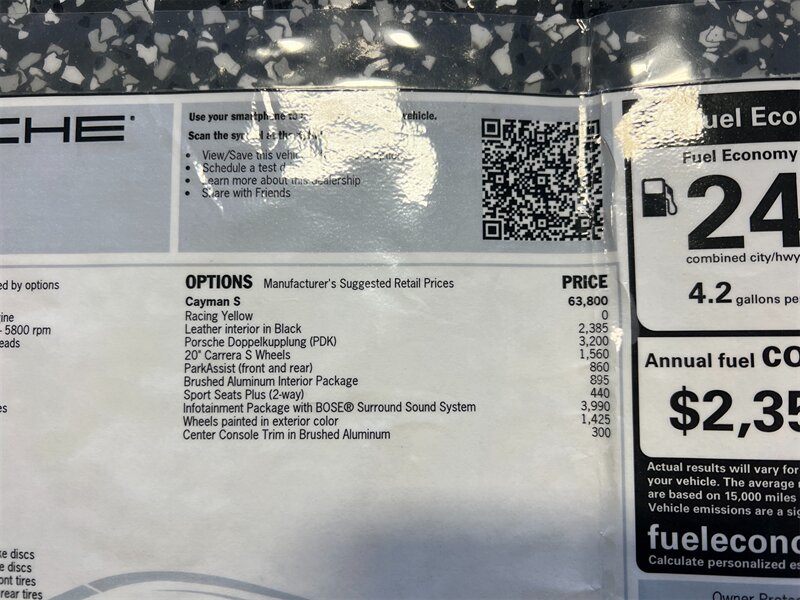 CHE
Use your smartphone to vehicle.
Scan the at the
• View/Save this
• Schedule a test
• Learn more about this dealership
• Share with Friends
Fuel Eco
Fuel Economy
24
combined city/hwy
4.2 gallons pe
ed by options
OPTIONS Manufacturer's Suggested Retail Prices PRICE
Cayman S 63,800
Racing Yellow 0
Leather interior in Black 2,385
Porsche Doppelkupplung (PDK) 3,200
20" Carrera S Wheels 1,560
ParkAssist (front and rear) 860
Brushed Aluminum Interior Package 895
Sport Seats Plus (2-way) 440
Infotainment Package with BOSE® Surround Sound System 3,990
Wheels painted in exterior color 1,425
Center Console Trim in Brushed Aluminum 300
gine
- 5800 rpm
eads
es
ke discs
e discs
ont tires
rear tires
Annual fuel co
$2,35
Actual results will vary for
your vehicle. The average
are based on 15,000 miles
Vehicle emissions are a sig
fuelecono
Calculate personalized es